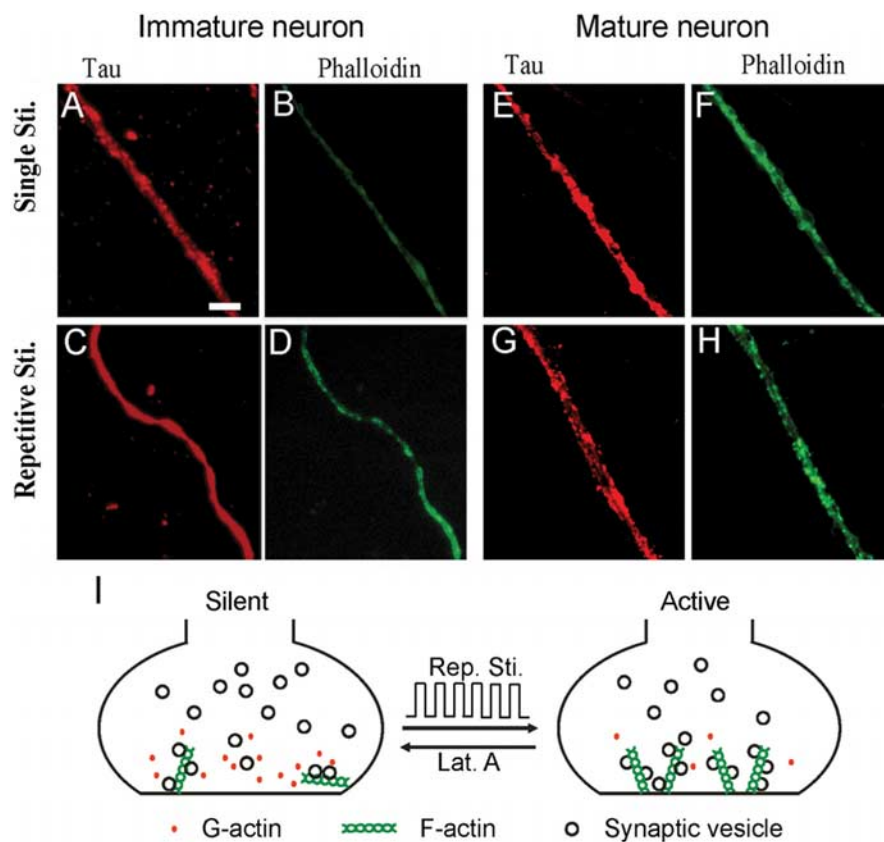 Immature neuron Mature neuron
Tau Phalloidin Tau Phalloidin
Single Sti.
A B E F
Repetitive Sti.
C D G H
I
Silent Active
Rep. Sti.
Lat. A
G-actin F-actin Synaptic vesicle